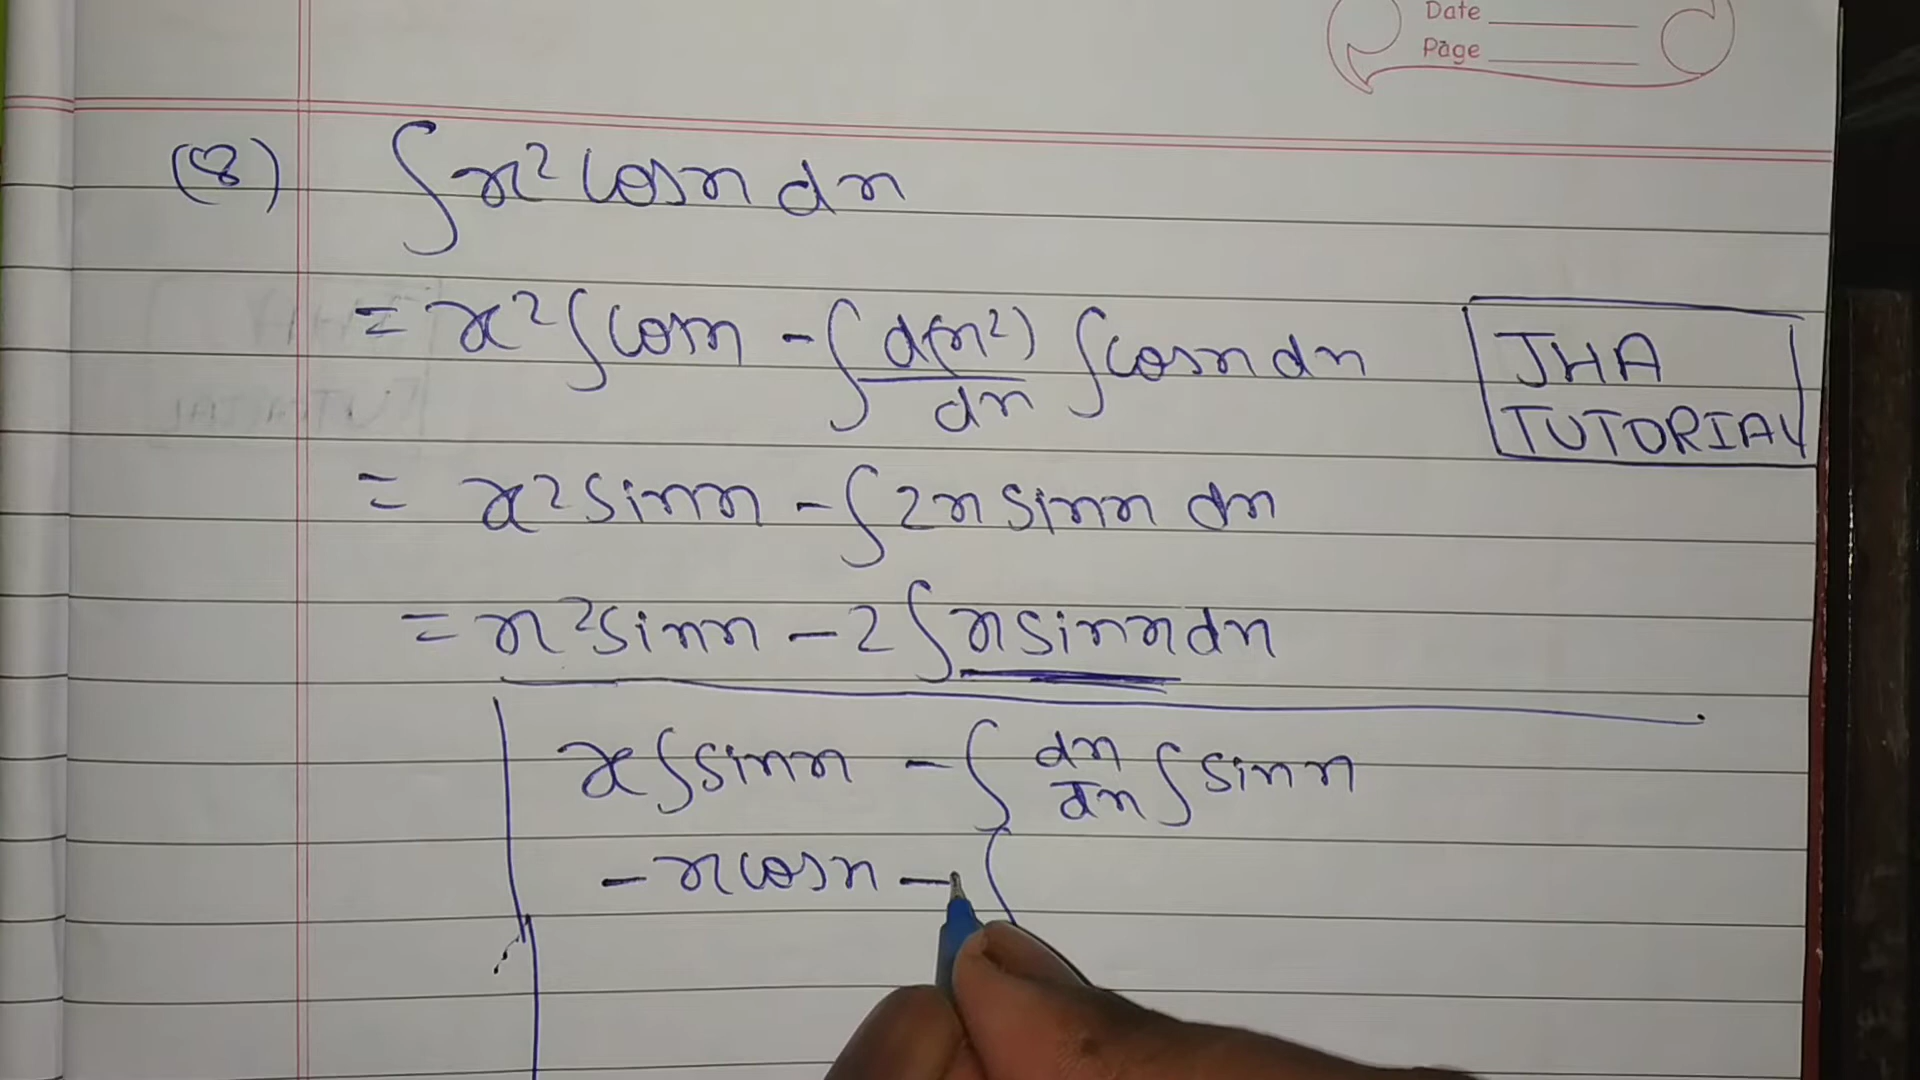 Date
Page
(8) ∫x² cosx dx
= x² ∫cosx - ∫ d(x²)/dx ∫cosx dx
JHA
TUTORIAL
= x² sinx - ∫2x sinx dx
= x² sinx - 2 ∫x sinx dx
x ∫sinx - ∫ dx/dx ∫sinx
- x cosx - ∫